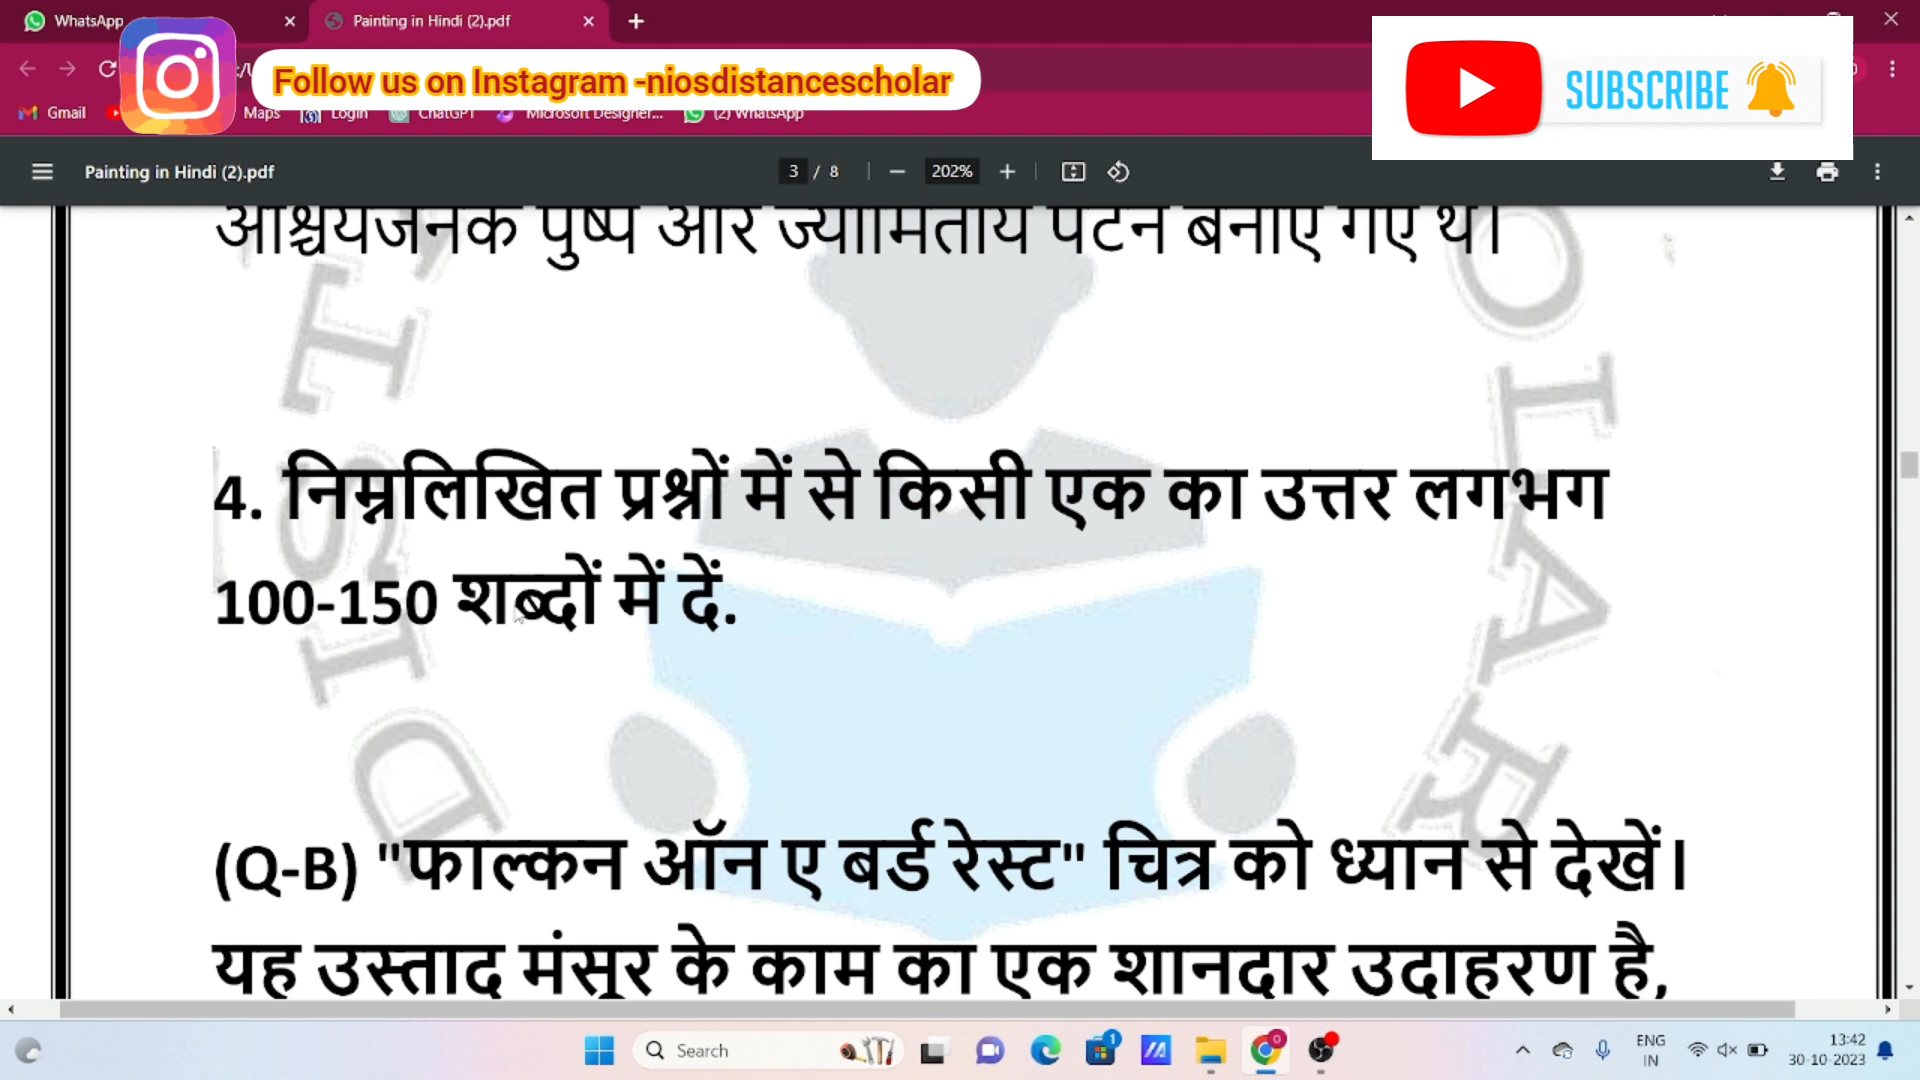 WhatsApp
Painting in Hindi (2).pdf
Follow us on Instagram -niosdistancescholar
SUBSCRIBE
Gmail
Maps
Login
ChatGPT
Microsoft Designer...
(2) WhatsApp
Painting in Hindi (2).pdf
3 / 8
202%
आश्चर्यजनक पुष्प और ज्यामितीय पैटर्न बनाए गए थे।
4. निम्नलिखित प्रश्नों में से किसी एक का उत्तर लगभग
100-150 शब्दों में दें.
(Q-B) "फाल्कन ऑन ए बर्ड रेस्ट" चित्र को ध्यान से देखें।
यह उस्ताद मंसूर के काम का एक शानदार उदाहरण है,
DIST
OLAR
Search
ENG
IN
13:42
30-10-2023